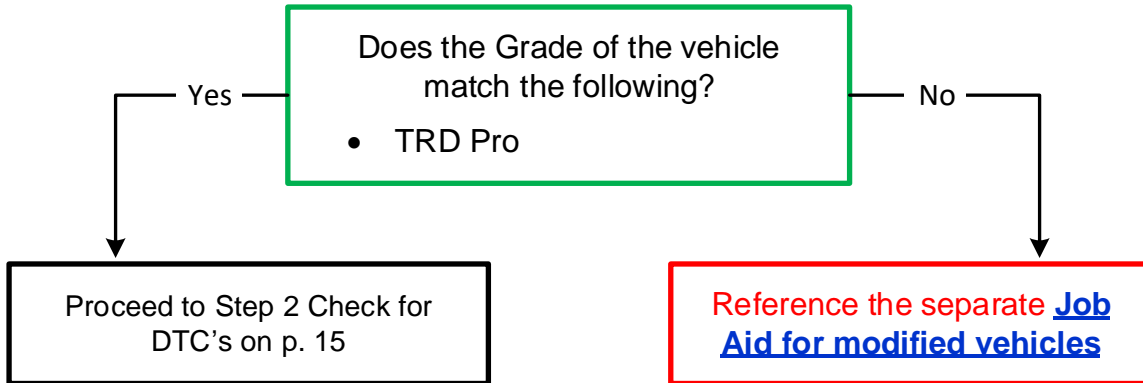 Does the Grade of the vehicle
match the following?
• TRD Pro
Yes
No
Proceed to Step 2 Check for
DTC's on p. 15
Reference the separate Job
Aid for modified vehicles